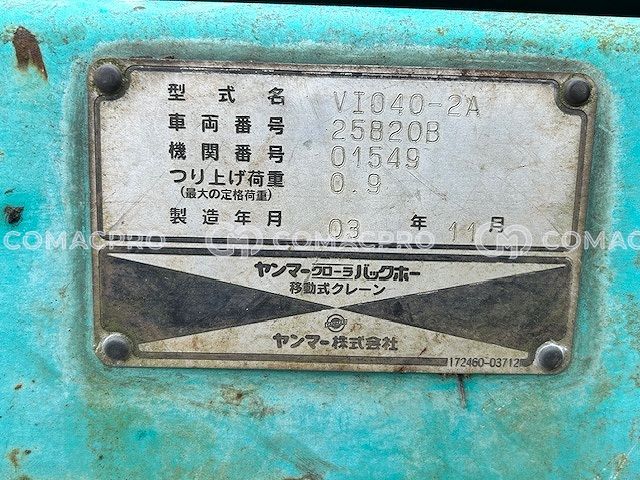 型式名 VIO40-2A
車両番号 25820B
機関番号 01549
つり上げ荷重 0.9
(最大の定格荷重)
製造年月 03 年 11 月
COMACPRO COMACPRO COMACPRO
ヤンマークローラバックホー
移動式クレーン
ヤンマー株式会社
172460-03712